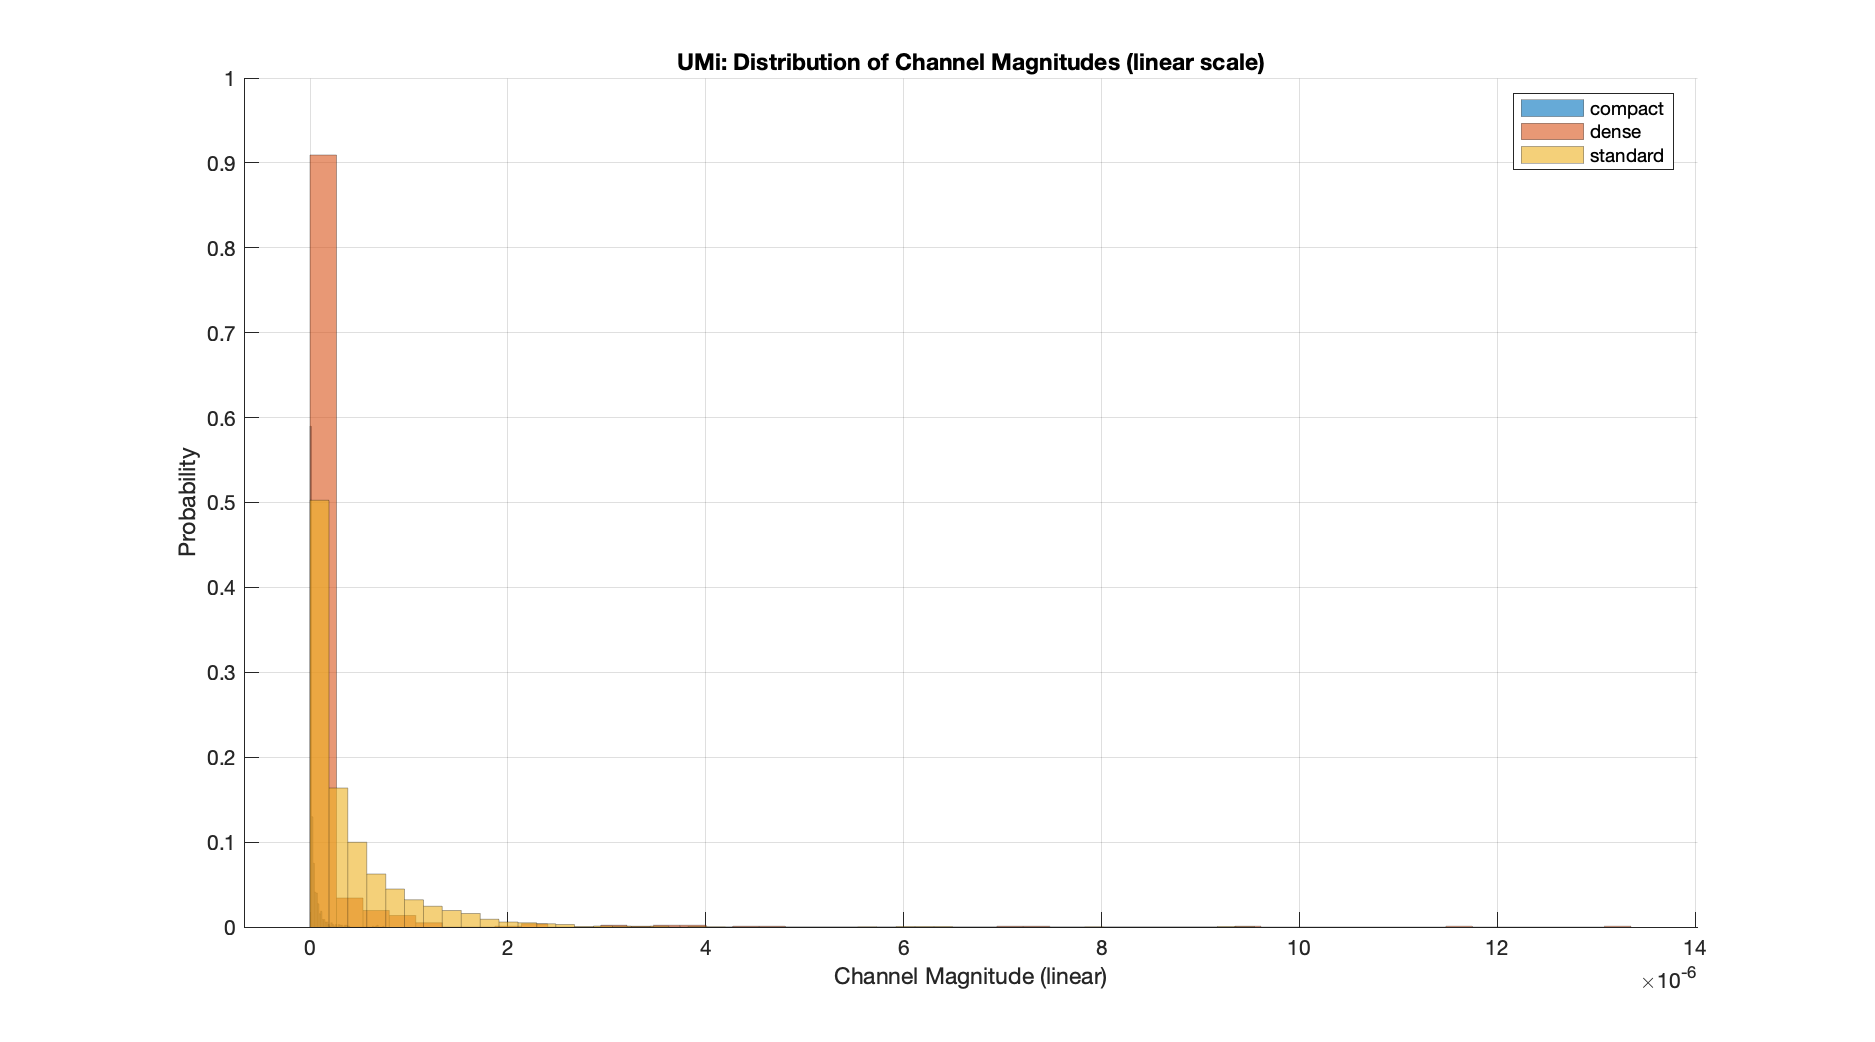 UMi: Distribution of Channel Magnitudes (linear scale)
compact
dense
standard
Probability
1
0.9
0.8
0.7
0.6
0.5
0.4
0.3
0.2
0.1
0
0 2 4 6 8 10 12 14
×10-6
Channel Magnitude (linear)